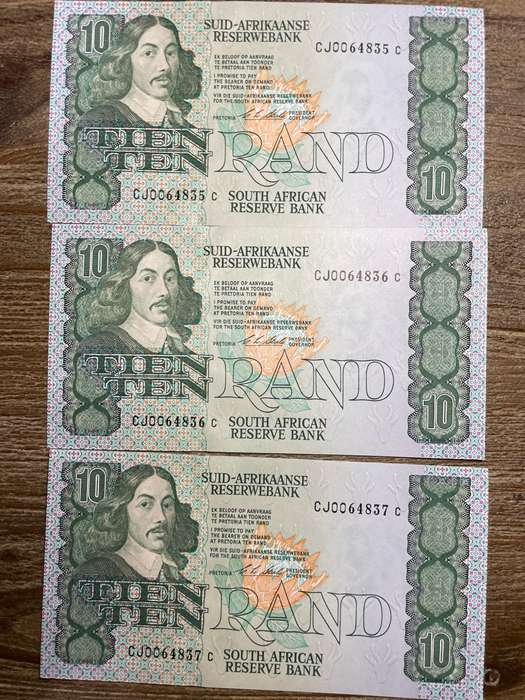 10
SUID-AFRIKAANSE
RESERWEBANK
CJ0064835 C
EK BELOOF OP AANVRAAG
TE BETAAL AAN TOONDER
TE PRETORIA TIEN RAND
I PROMISE TO PAY
THE BEARER ON DEMAND
AT PRETORIA TEN RAND
VIR DIE SUID-AFRIKAANSE RESERWEBANK
FOR THE SOUTH AFRICAN RESERVE BANK
PRETORIA PRESIDENT
GOVERNOR
TIEN
TEN RAND
10
CJ0064835 C
SOUTH AFRICAN
RESERVE BANK
10
SUID-AFRIKAANSE
RESERWEBANK
CJ0064836 C
EK BELOOF OP AANVRAAG
TE BETAAL AAN TOONDER
TE PRETORIA TIEN RAND
I PROMISE TO PAY
THE BEARER ON DEMAND
AT PRETORIA TEN RAND
VIR DIE SUID-AFRIKAANSE RESERWEBANK
FOR THE SOUTH AFRICAN RESERVE BANK
PRETORIA PRESIDENT
GOVERNOR
TIEN
TEN RAND
10
CJ0064836 C
SOUTH AFRICAN
RESERVE BANK
10
SUID-AFRIKAANSE
RESERWEBANK
CJ0064837 C
EK BELOOF OP AANVRAAG
TE BETAAL AAN TOONDER
TE PRETORIA TIEN RAND
I PROMISE TO PAY
THE BEARER ON DEMAND
AT PRETORIA TEN RAND
VIR DIE SUID-AFRIKAANSE RESERWEBANK
FOR THE SOUTH AFRICAN RESERVE BANK
PRETORIA PRESIDENT
GOVERNOR
TIEN
TEN RAND
10
CJ0064837 C
SOUTH AFRICAN
RESERVE BANK